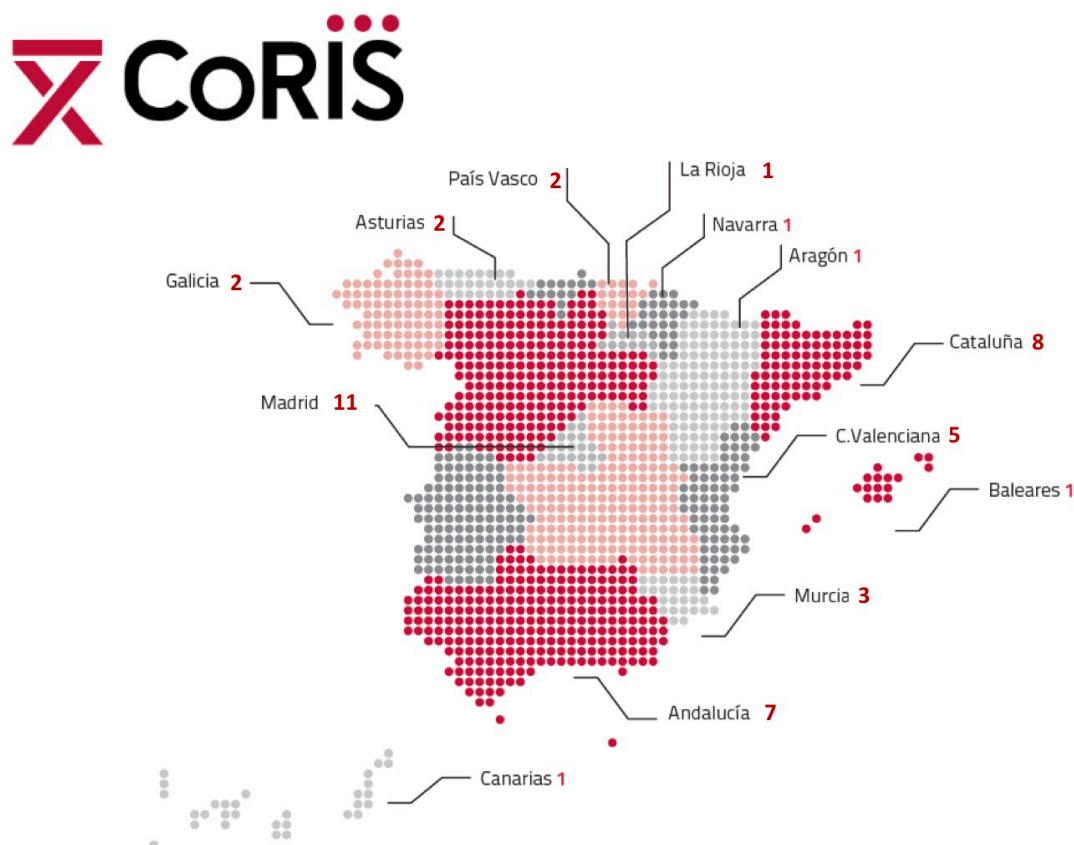 CoRiS
La Rioja 1
País Vasco 2
Asturias 2
Navarra 1
Aragón 1
Galicia 2
Cataluña 8
Madrid 11
C.Valenciana 5
Baleares 1
Murcia 3
Andalucía 7
Canarias 1